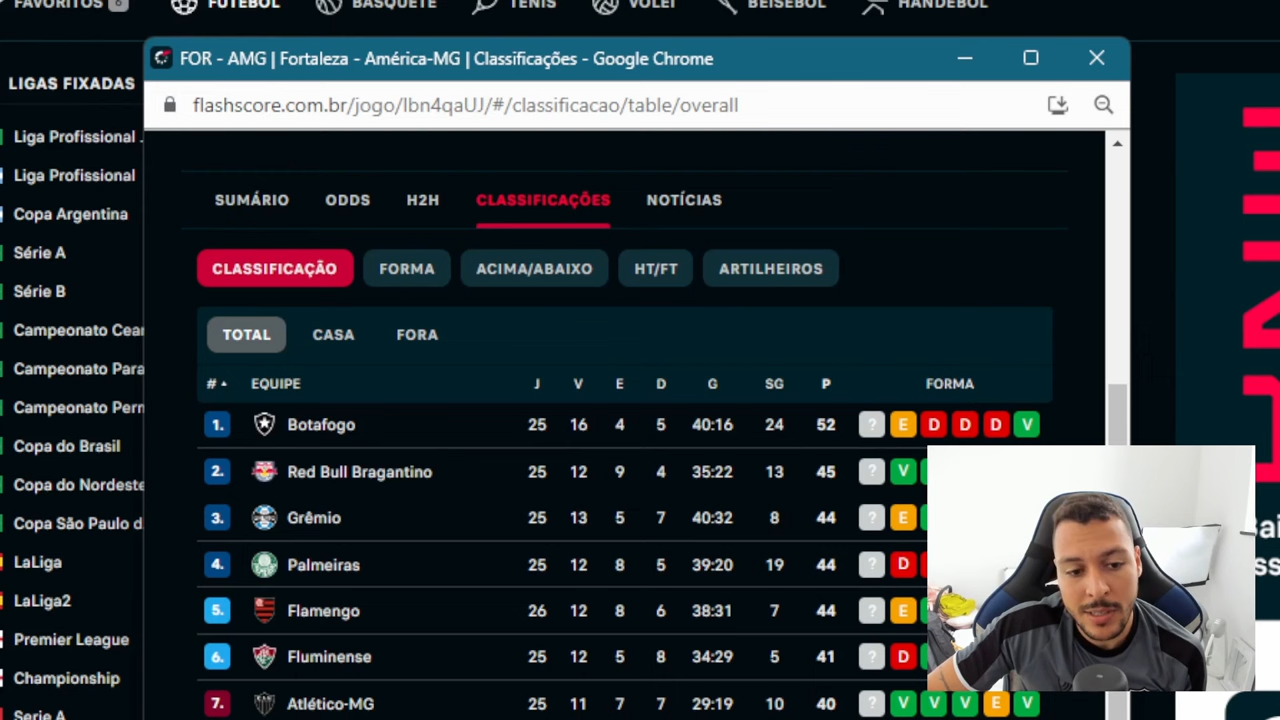 FAVORITOS 6 FUTEBOL BASQUETE TÊNIS VÔLEI BEISEBOL HANDEBOL
FOR - AMG | Fortaleza - América-MG | Classificações - Google Chrome
flashscore.com.br/jogo/lbn4qaUJ/#/classificacao/table/overall
LIGAS FIXADAS
Liga Profissional
Liga Profissional
Copa Argentina
Série A
Série B
Campeonato Cear
Campeonato Para
Campeonato Pern
Copa do Brasil
Copa do Nordeste
Copa São Paulo d
LaLiga
LaLiga2
Premier League
Championship
Serie A
SUMÁRIO ODDS H2H CLASSIFICAÇÕES NOTÍCIAS
CLASSIFICAÇÃO FORMA ACIMA/ABAIXO HT/FT ARTILHEIROS
TOTAL CASA FORA
# EQUIPE J V E D G SG P FORMA
1. Botafogo 25 16 4 5 40:16 24 52 ? E D D D V
2. Red Bull Bragantino 25 12 9 4 35:22 13 45 ? V
3. Grêmio 25 13 5 7 40:32 8 44 ? E
4. Palmeiras 25 12 8 5 39:20 19 44 ? D
5. Flamengo 26 12 8 6 38:31 7 44 ? E
6. Fluminense 25 12 5 8 34:29 5 41 ? D
7. Atlético-MG 25 11 7 7 29:19 10 40 ? V V V E V